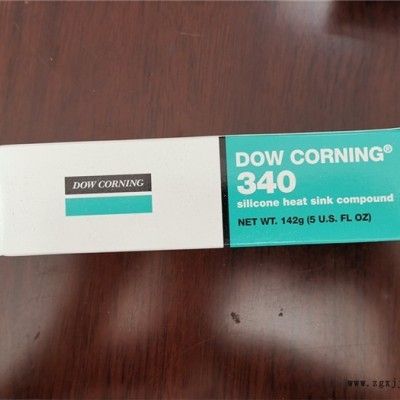 DOW CORNING
DOW CORNING®
340
silicone heat sink compound
NET WT. 142g (5 U.S. FL OZ)